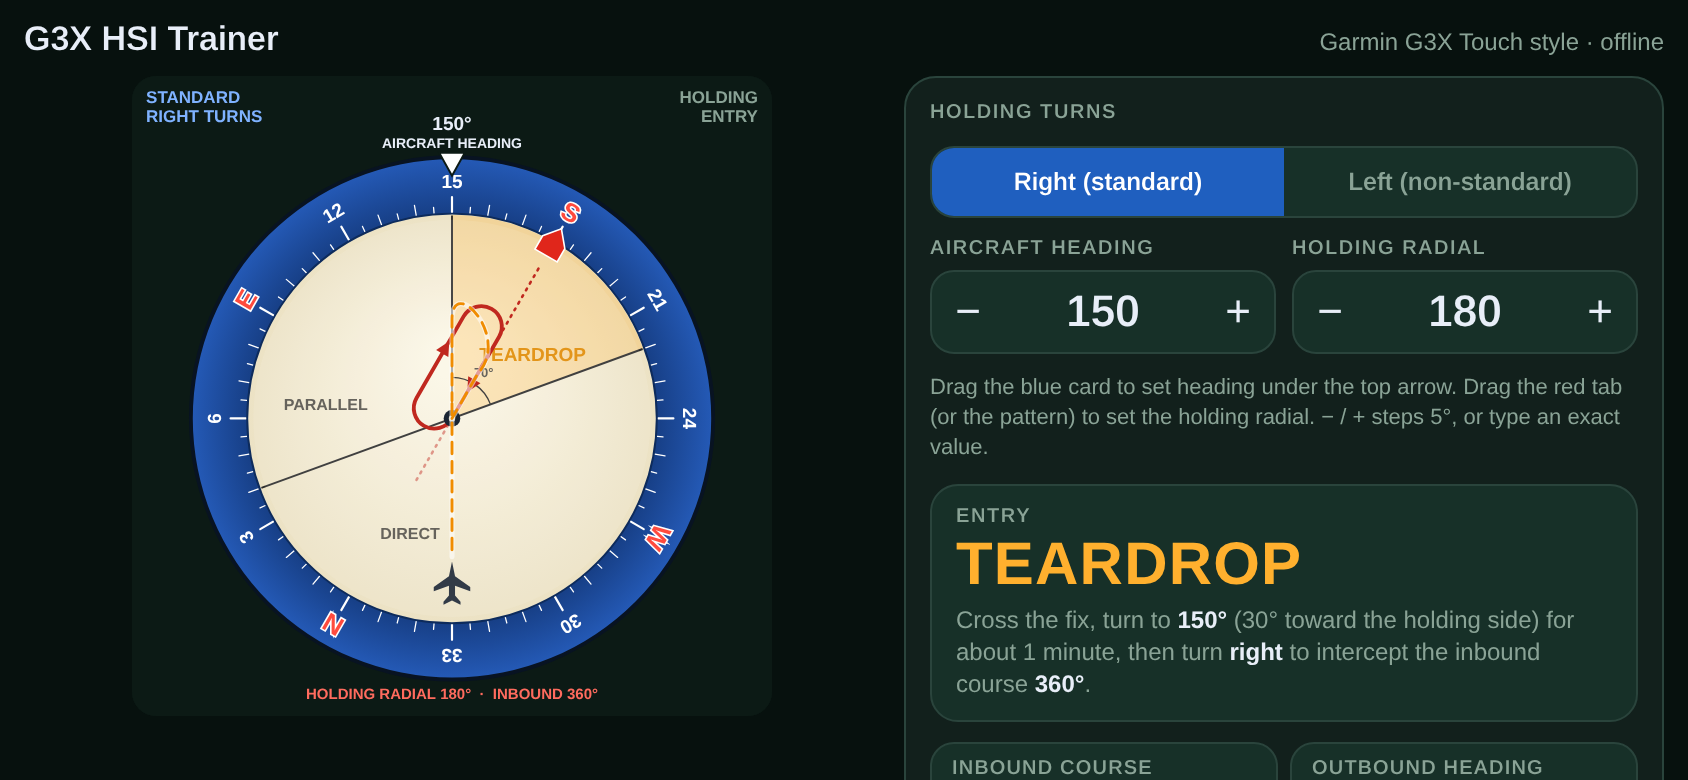 G3X HSI Trainer
Garmin G3X Touch style · offline
STANDARD
RIGHT TURNS
HOLDING
ENTRY
150°
AIRCRAFT HEADING
15
12
S
E
21
TEARDROP
70°
PARALLEL
6
24
DIRECT
3
W
N
30
33
HOLDING RADIAL 180° · INBOUND 360°
HOLDING TURNS
Right (standard)
Left (non-standard)
AIRCRAFT HEADING
HOLDING RADIAL
− 150 +
− 180 +
Drag the blue card to set heading under the top arrow. Drag the red tab
(or the pattern) to set the holding radial. − / + steps 5°, or type an exact
value.
ENTRY
TEARDROP
Cross the fix, turn to 150° (30° toward the holding side) for
about 1 minute, then turn right to intercept the inbound
course 360°.
INBOUND COURSE
OUTBOUND HEADING